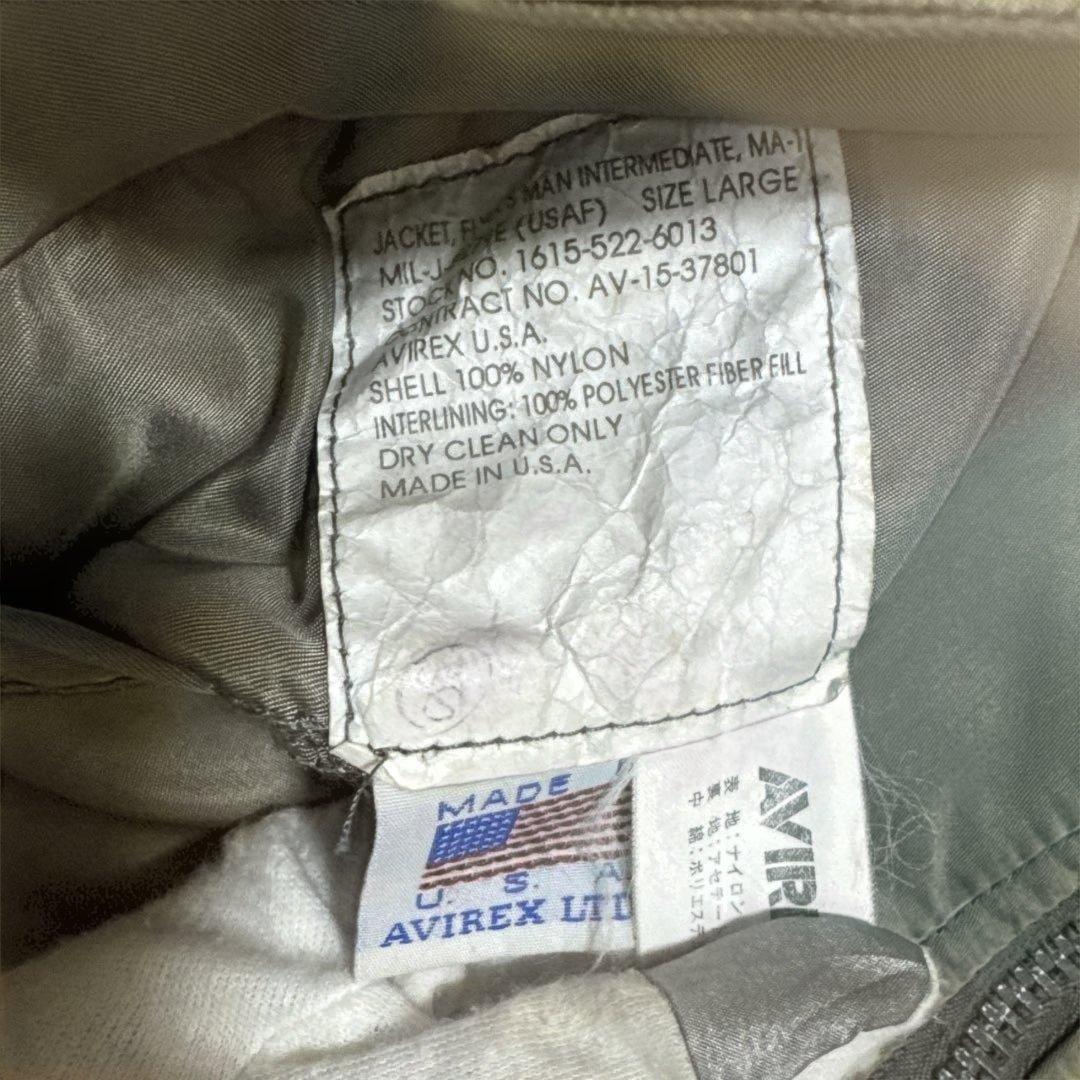 JACKET, MAN INTERMEDIATE, MA-1
MIL-J- (USAF) SIZE LARGE
STOCK NO. 1615-522-6013
CONTRACT NO. AV-15-37801
AVIREX U.S.A.
SHELL 100% NYLON
INTERLINING: 100% POLYESTER FIBER FILL
DRY CLEAN ONLY
MADE IN U.S.A.
MADE
U. S. A
AVIREX LTD
AVIR
表 地:ナイロン
裏 地:アセテー
中 綿:ポリエステ